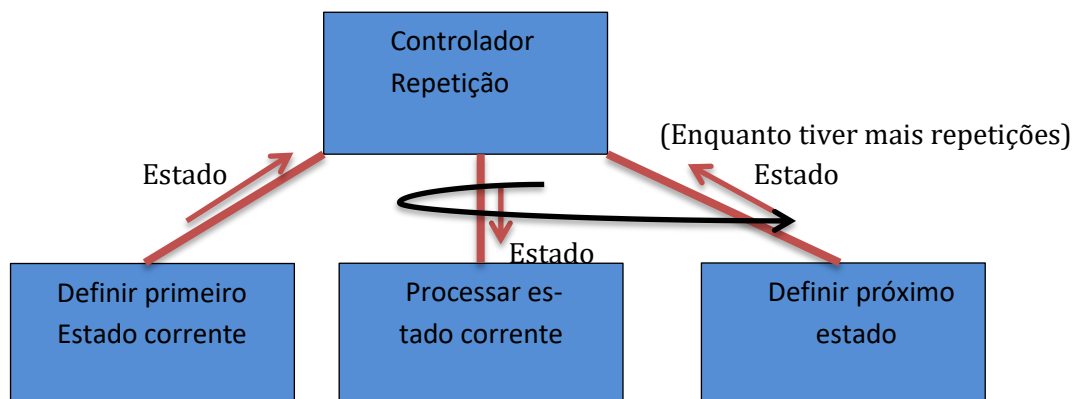 Controlador
Repetição
(Enquanto tiver mais repetições)
Estado
Estado
Estado
Definir primeiro
Estado corrente
Processar es-
tado corrente
Definir próximo
estado